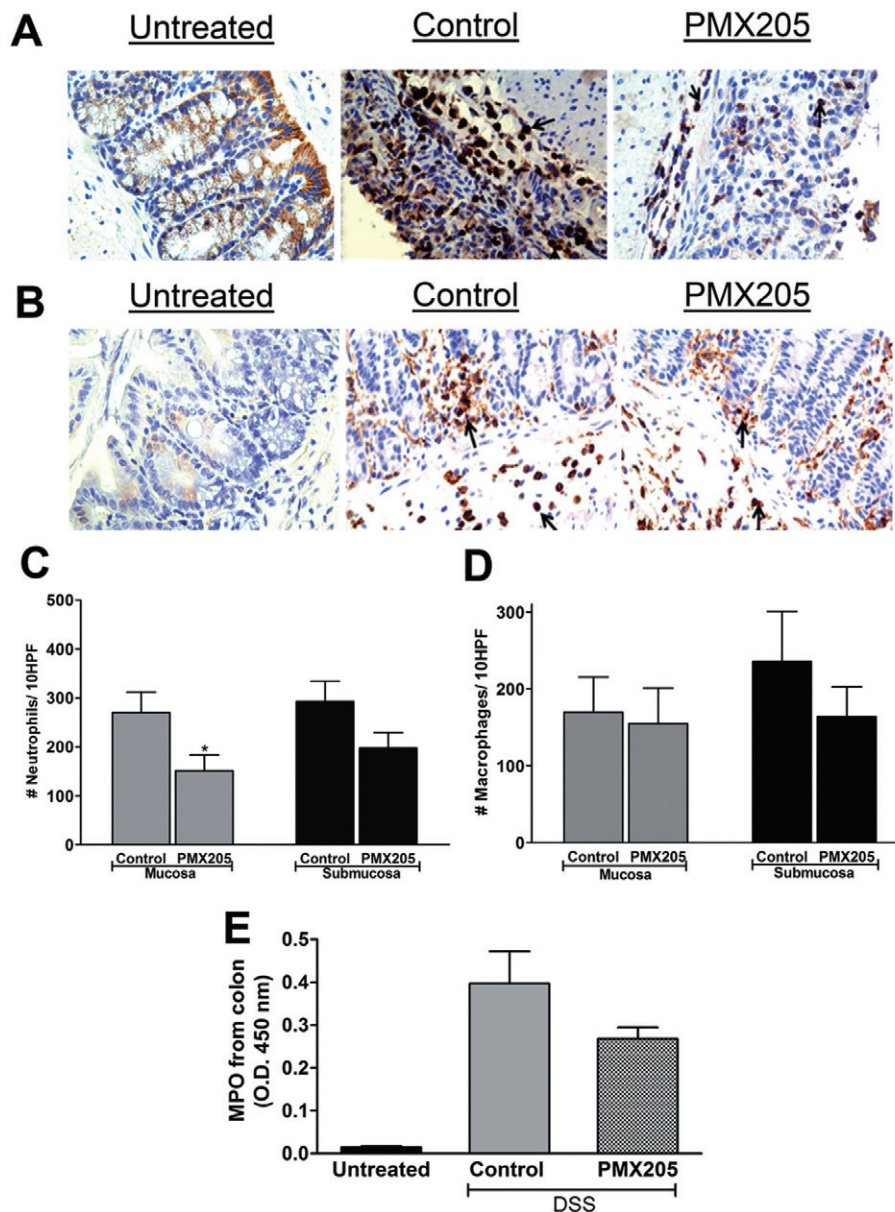 A
Untreated
Control
PMX205
B
Untreated
Control
PMX205
C
# Neutrophils/ 10HPF
500
400
300
200
100
0
*
Control PMX205
Mucosa
Control PMX205
Submucosa
D
# Macrophages/ 10HPF
300
200
100
0
Control PMX205
Mucosa
Control PMX205
Submucosa
E
MPO from colon
(O.D. 450 nm)
0.5
0.4
0.3
0.2
0.1
0.0
Untreated
Control
PMX205
DSS